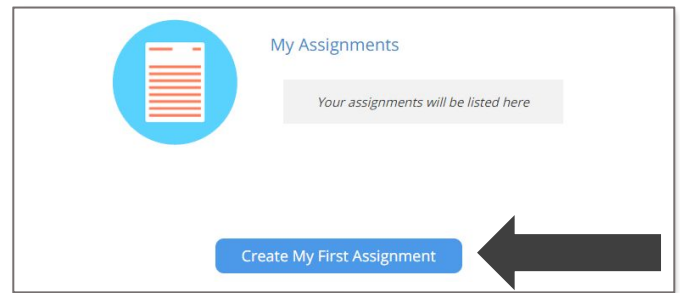 My Assignments
Your assignments will be listed here
Create My First Assignment